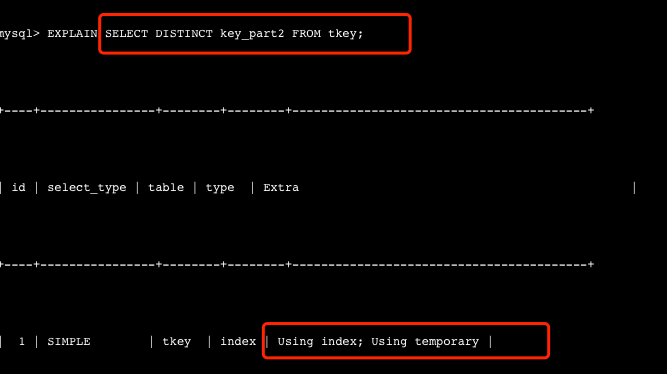 mysql> EXPLAIN SELECT DISTINCT key_part2 FROM tkey;
+----+----------------+--------+--------+-----------------------------------------+
| id | select_type | table | type | Extra |
+----+----------------+--------+--------+-----------------------------------------+
| 1 | SIMPLE | tkey | index | Using index; Using temporary |